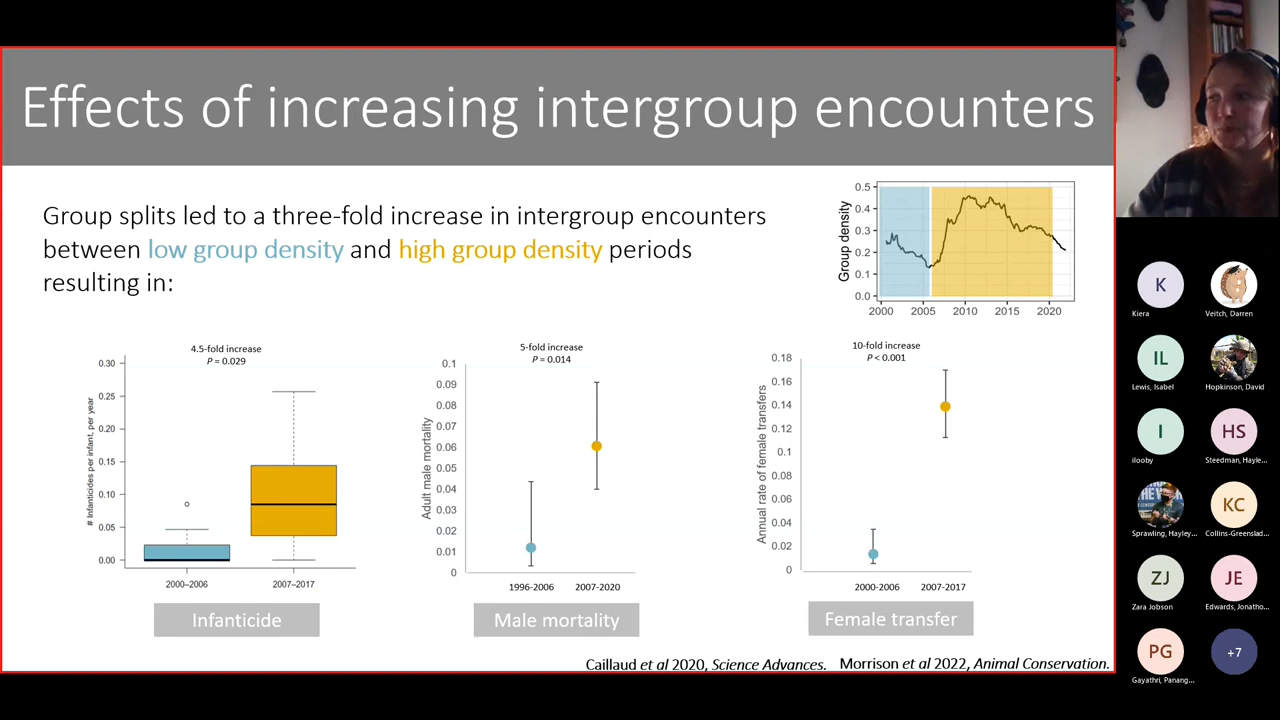 Effects of increasing intergroup encounters
Group splits led to a three-fold increase in intergroup encounters
between low group density and high group density periods
resulting in:
Group density
0.5
0.4
0.3
0.2
0.1
0.0
2000
2005
2010
2015
2020
4.5-fold increase
P = 0.029
# Infanticides per infant, per year
0.30
0.25
0.20
0.15
0.10
0.05
0.00
2000–2006
2007–2017
Infanticide
5-fold increase
P = 0.014
Adult male mortality
0.1
0.09
0.08
0.07
0.06
0.05
0.04
0.03
0.02
0.01
0
1996-2006
2007-2020
Male mortality
10-fold increase
P < 0.001
Annual rate of female transfers
0.18
0.16
0.14
0.12
0.1
0.08
0.06
0.04
0.02
0
2000-2006
2007-2017
Female transfer
Caillaud et al 2020, Science Advances. Morrison et al 2022, Animal Conservation.
K
Kiera
Veitch, Darren
IL
Lewis, Isabel
Hopkinson, David
I
ilooby
HS
Steedman, Hayle...
Sprawling, Hayley...
KC
Collins-Greenslad...
ZJ
Zara Jobson
JE
Edwards, Jonatho...
PG
Gayathri, Panang...
+7